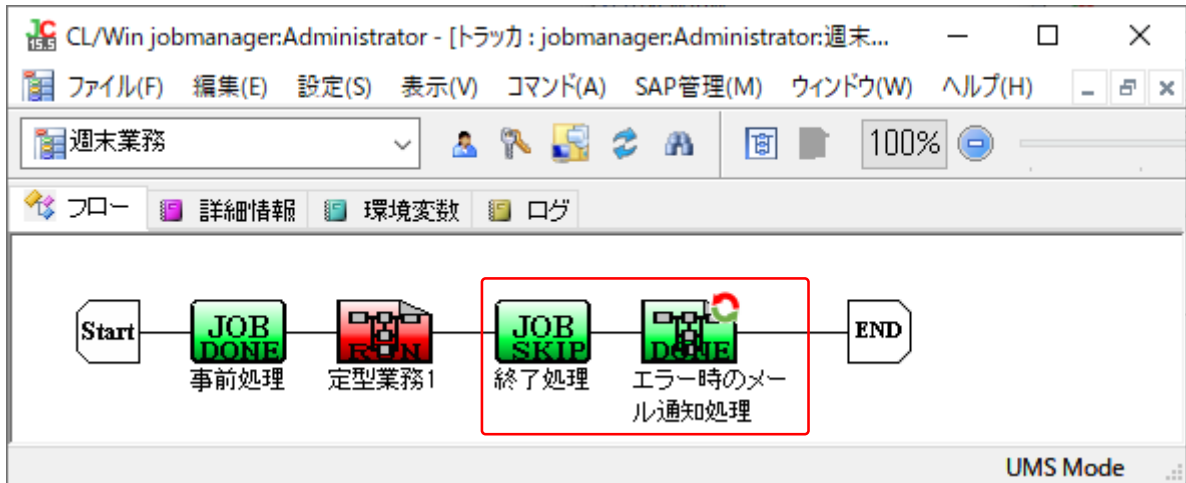 JC 15.5 CL/Win jobmanager:Administrator - [トラッカ : jobmanager:Administrator:週末...
ファイル(F) 編集(E) 設定(S) 表示(V) コマンド(A) SAP管理(M) ウィンドウ(W) ヘルプ(H)
週末業務 100%
フロー 詳細情報 環境変数 ログ
Start JOB DONE RUN JOB SKIP DONE END
事前処理 定型業務1 終了処理 エラー時のメー
ル通知処理
UMS Mode